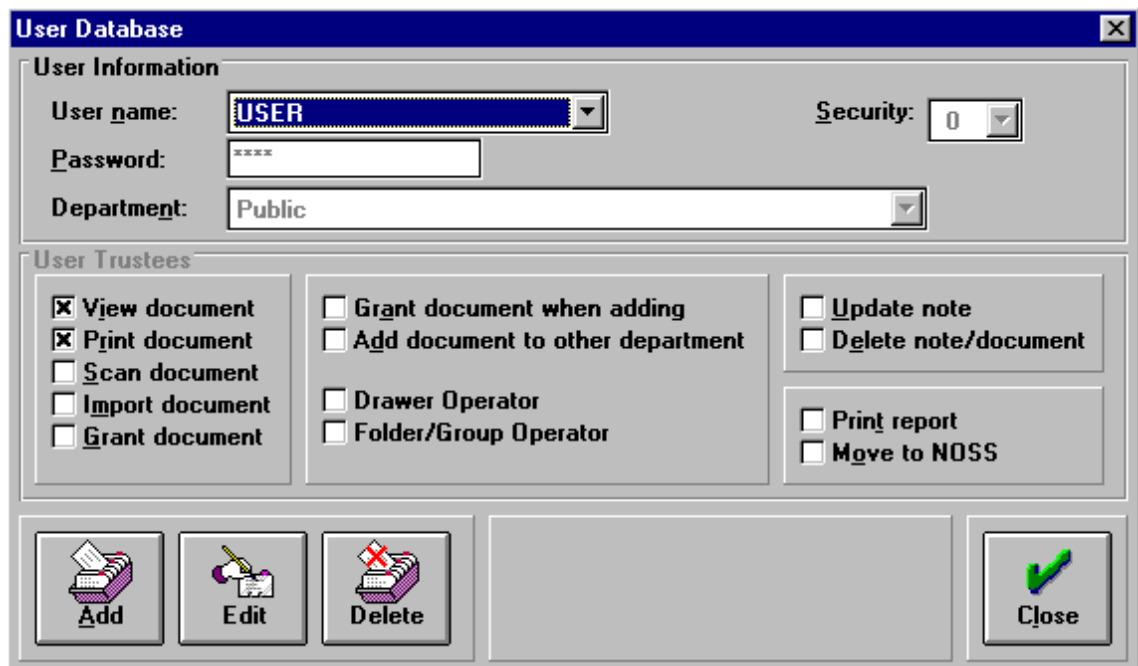 User Database
User Information
User name: USER Security: 0
Password: ****
Department: Public
User Trustees
View document
Print document
Scan document
Import document
Grant document
Grant document when adding
Add document to other department
Drawer Operator
Folder/Group Operator
Update note
Delete note/document
Print report
Move to NOSS
Add Edit Delete Close